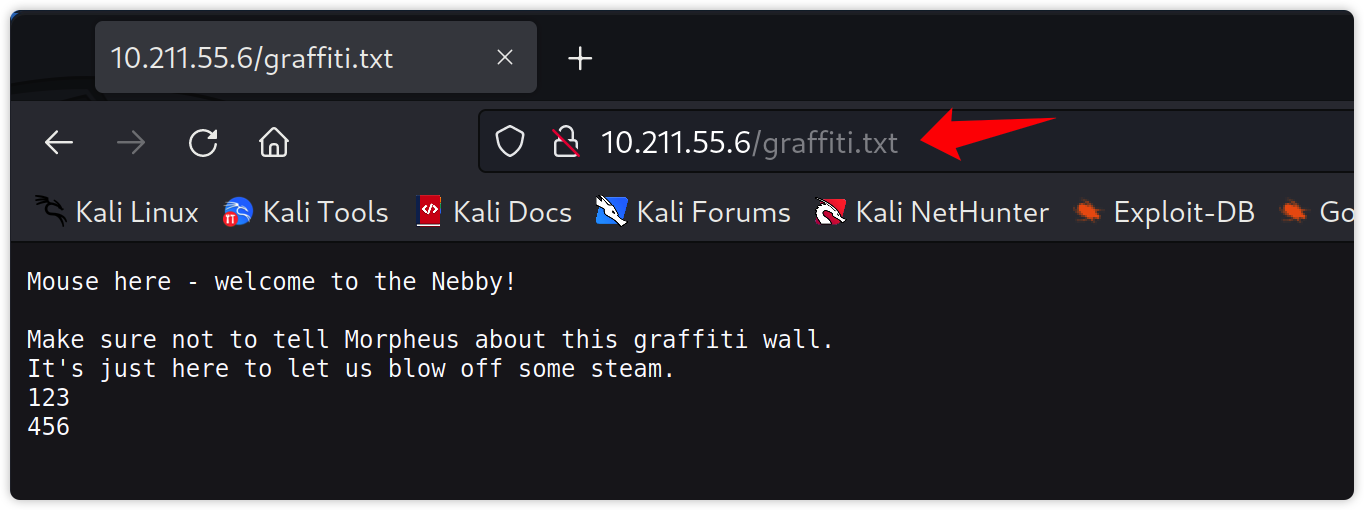 10.211.55.6/graffiti.txt
10.211.55.6/graffiti.txt
Kali Linux Kali Tools Kali Docs Kali Forums Kali NetHunter Exploit-DB Go
Mouse here - welcome to the Nebby!
Make sure not to tell Morpheus about this graffiti wall.
It's just here to let us blow off some steam.
123
456